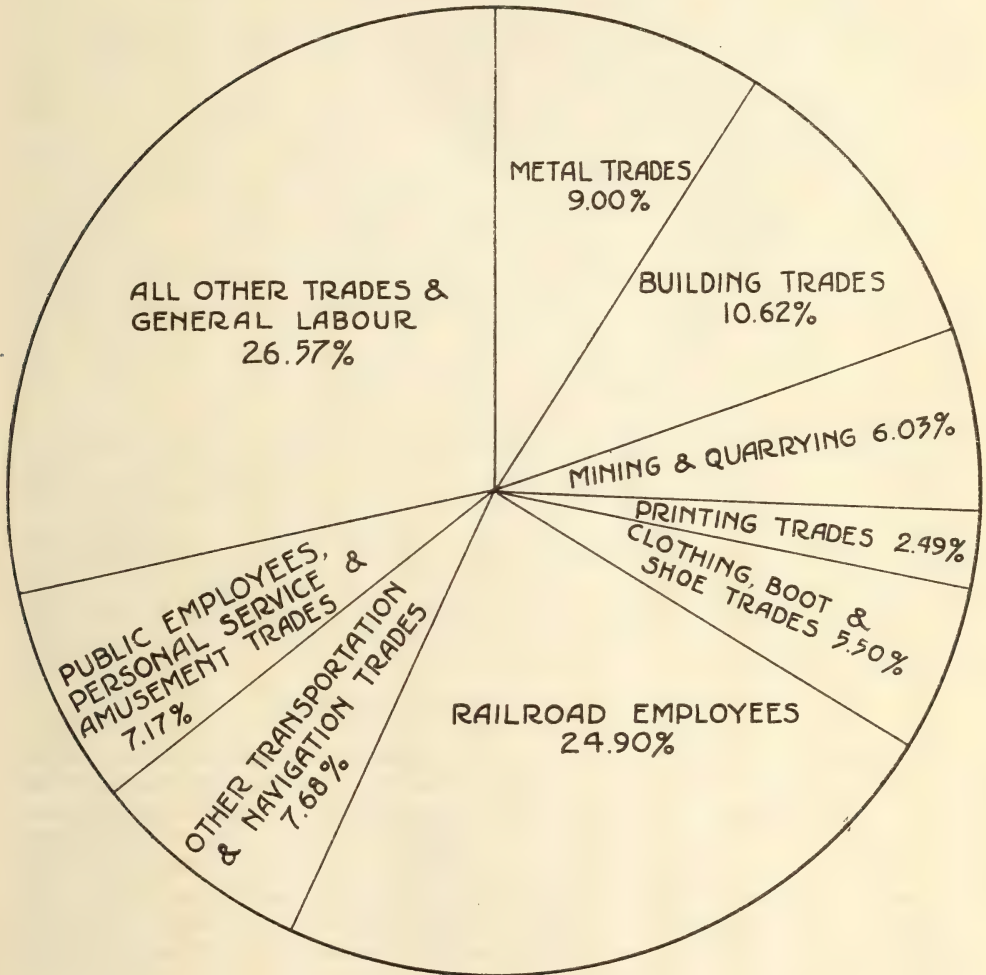 METAL TRADES
9.00%
BUILDING TRADES
10.62%
MINING & QUARRYING 6.03%
PRINTING TRADES 2.49%
CLOTHING, BOOT &
SHOE TRADES 5.50%
RAILROAD EMPLOYEES
24.90%
OTHER TRANSPORTATION
& NAVIGATION TRADES
7.68%
PUBLIC EMPLOYEES,
PERSONAL SERVICE &
AMUSEMENT TRADES
7.17%
ALL OTHER TRADES &
GENERAL LABOUR
26.57%